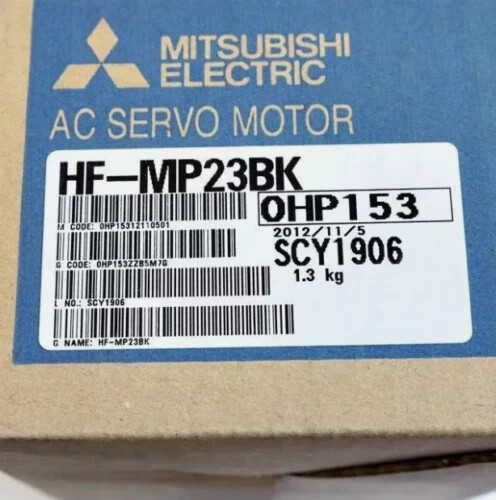 MITSUBISHI
ELECTRIC
AC SERVO MOTOR
HF-MP23BK
0HP153
M CODE: 0HP15312110501
2012/11/5
SCY1906
G CODE: 0HP153ZZB5M7G
1.3 kg
L NO.: SCY1906
G NAME: HF-MP23BK